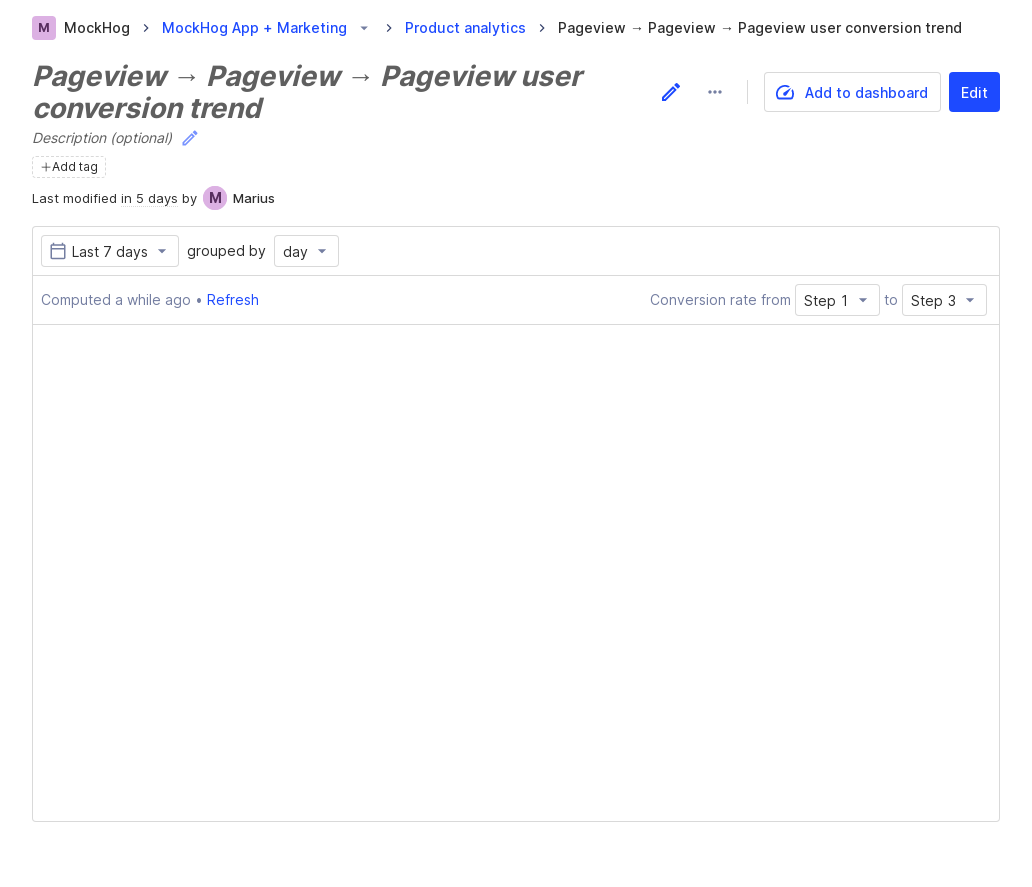 M MockHog > MockHog App + Marketing > Product analytics > Pageview → Pageview → Pageview user conversion trend
Pageview → Pageview → Pageview user
conversion trend
Add to dashboard
Edit
Description (optional)
+Add tag
Last modified in 5 days by M Marius
Last 7 days grouped by day
Computed a while ago • Refresh
Conversion rate from Step 1 to Step 3